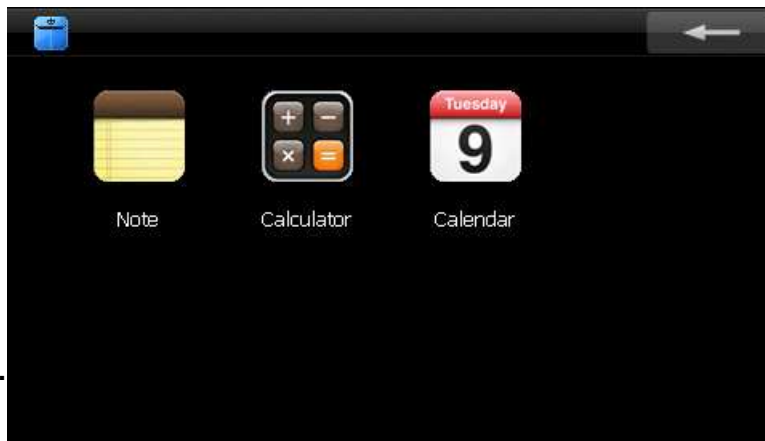 Tuesday
9
+ −
× =
Note Calculator Calendar